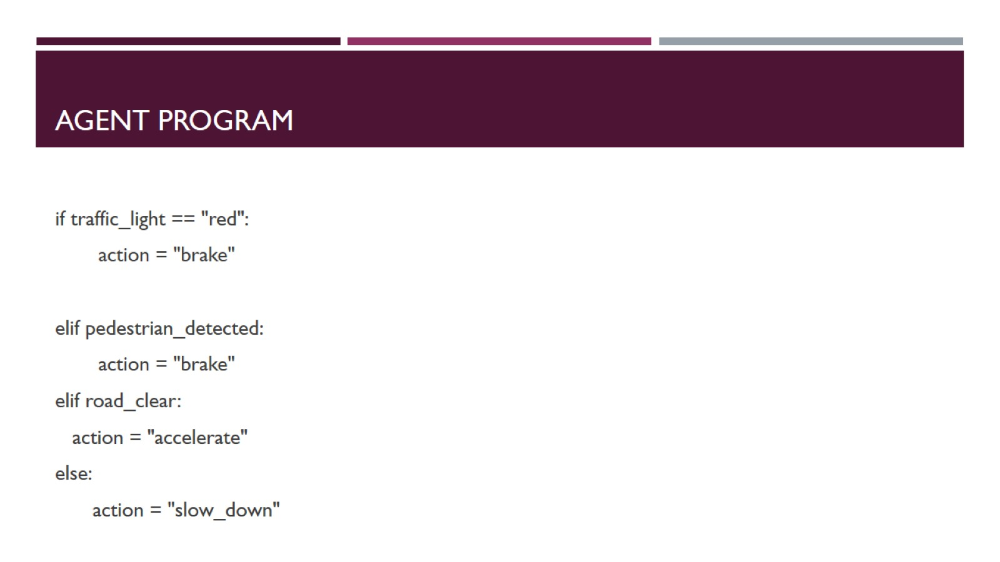 AGENT PROGRAM
if traffic_light == "red":
action = "brake"
elif pedestrian_detected:
action = "brake"
elif road_clear:
action = "accelerate"
else:
action = "slow_down"